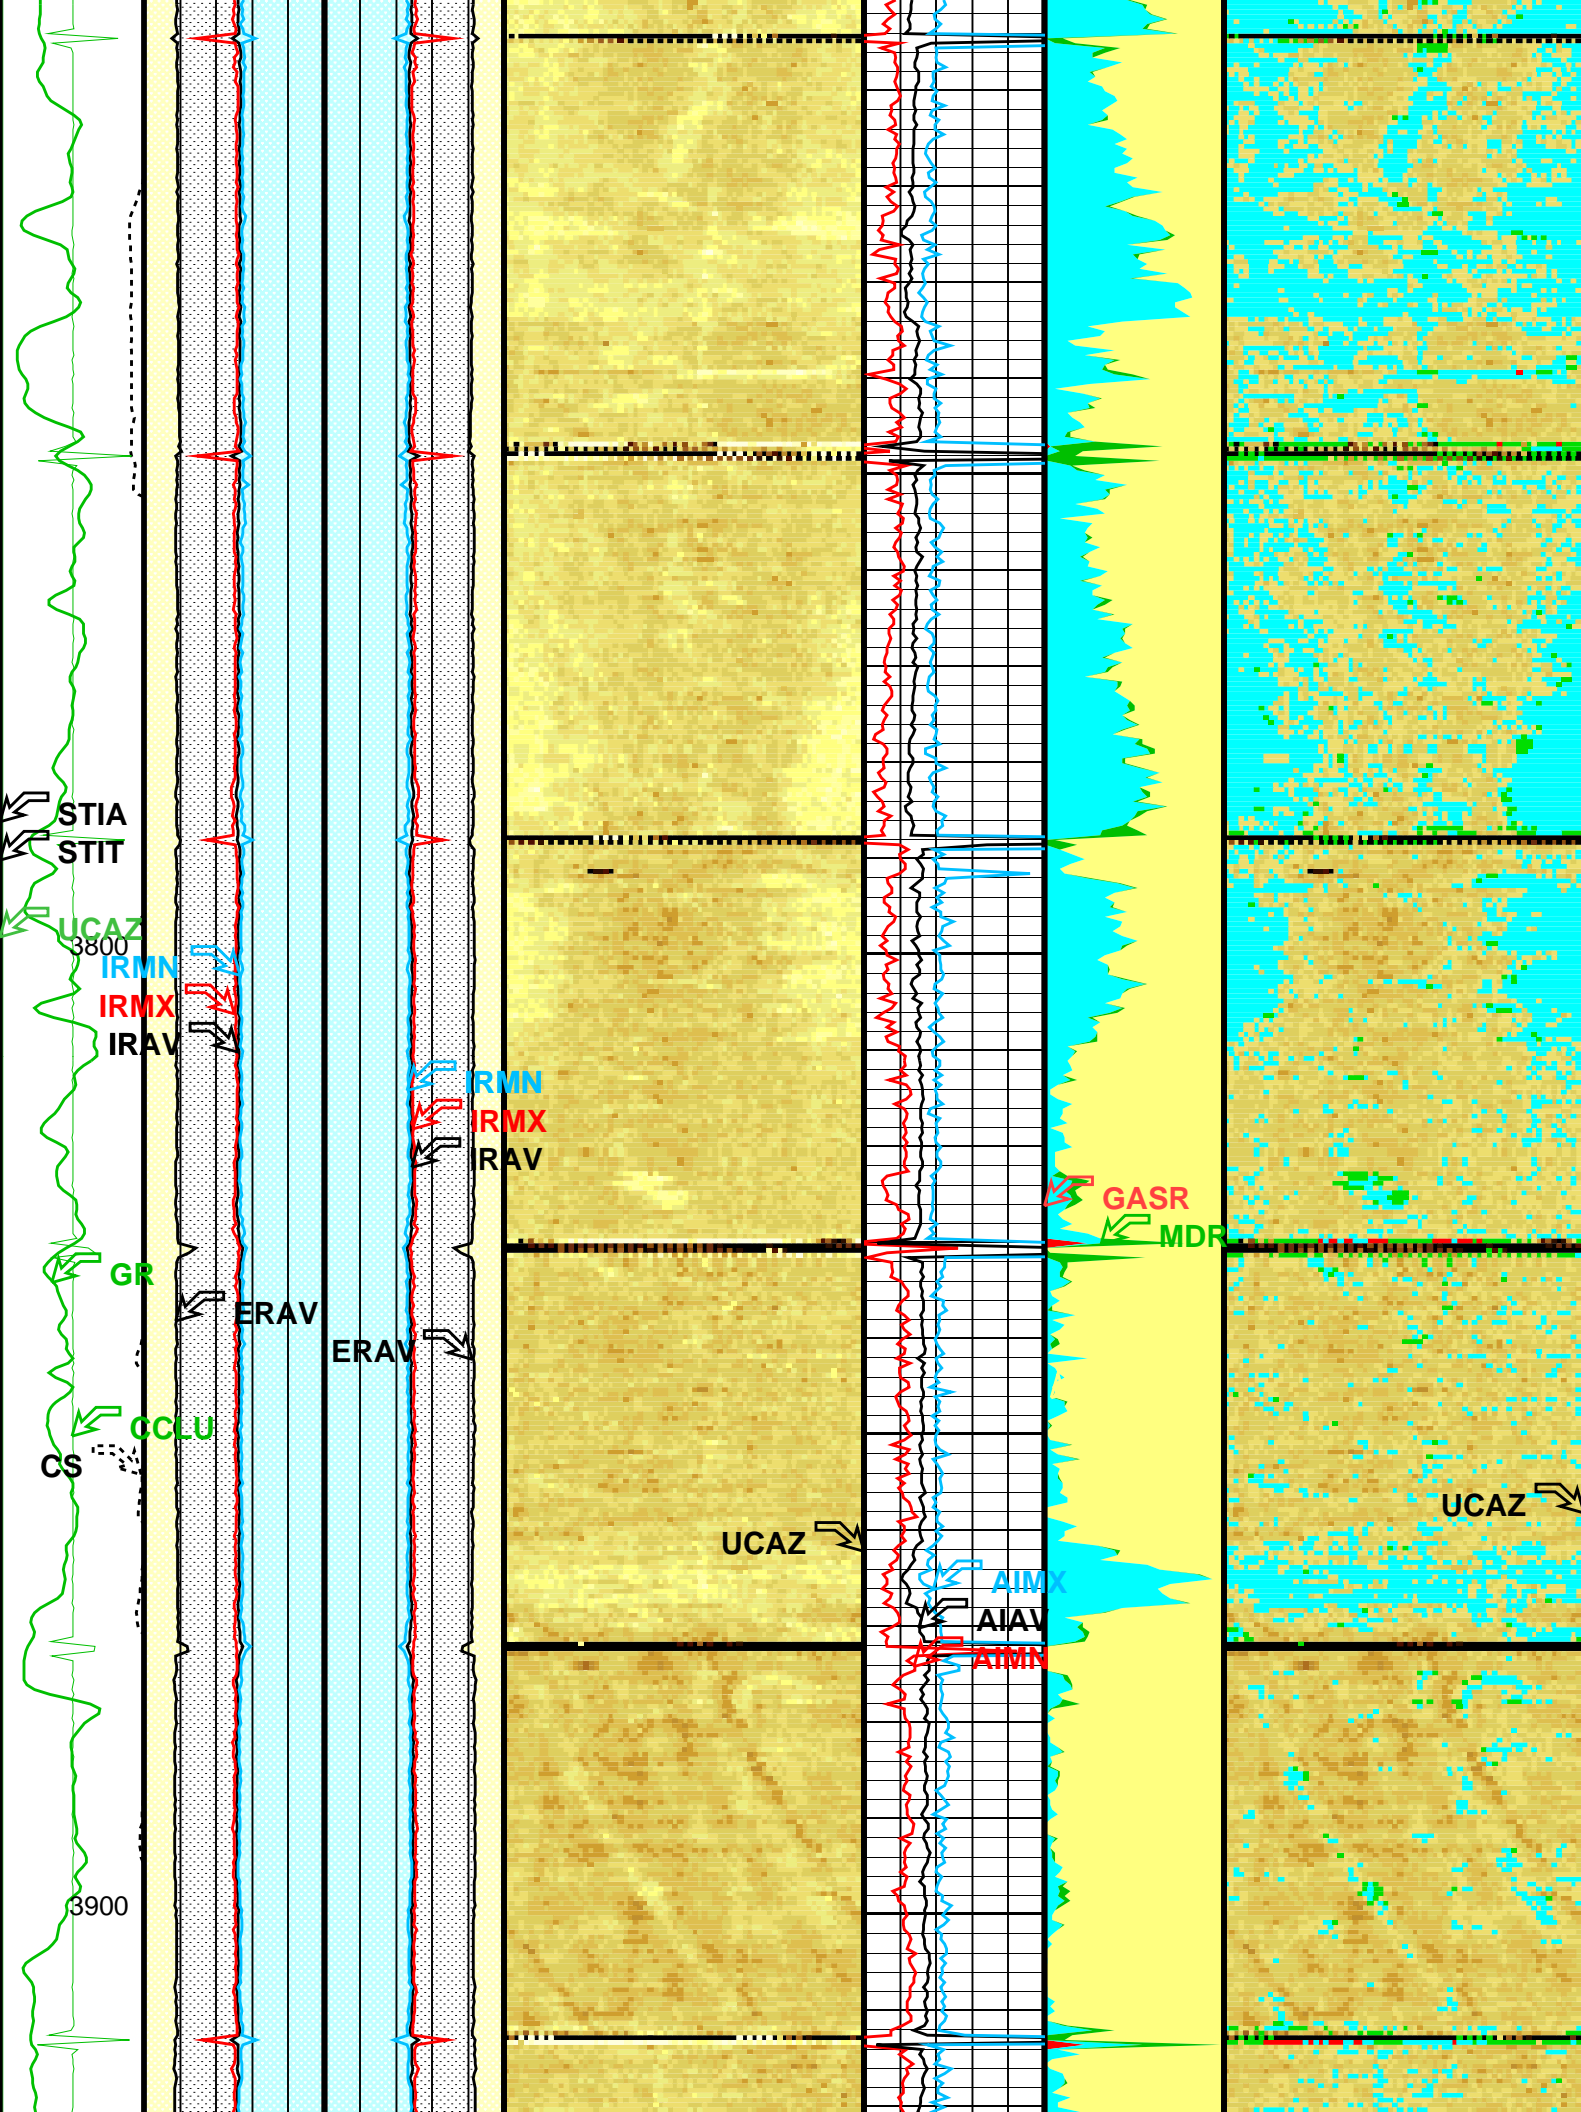 STIA
STIT
UCAZ
3800
IRMN
IRMX
IRAV
IRMN
IRMX
IRAV
GASR
MDR
GR
ERAV
ERAV
CCLU
CS
UCAZ
UCAZ
AIMX
AIAV
AIMN
3900